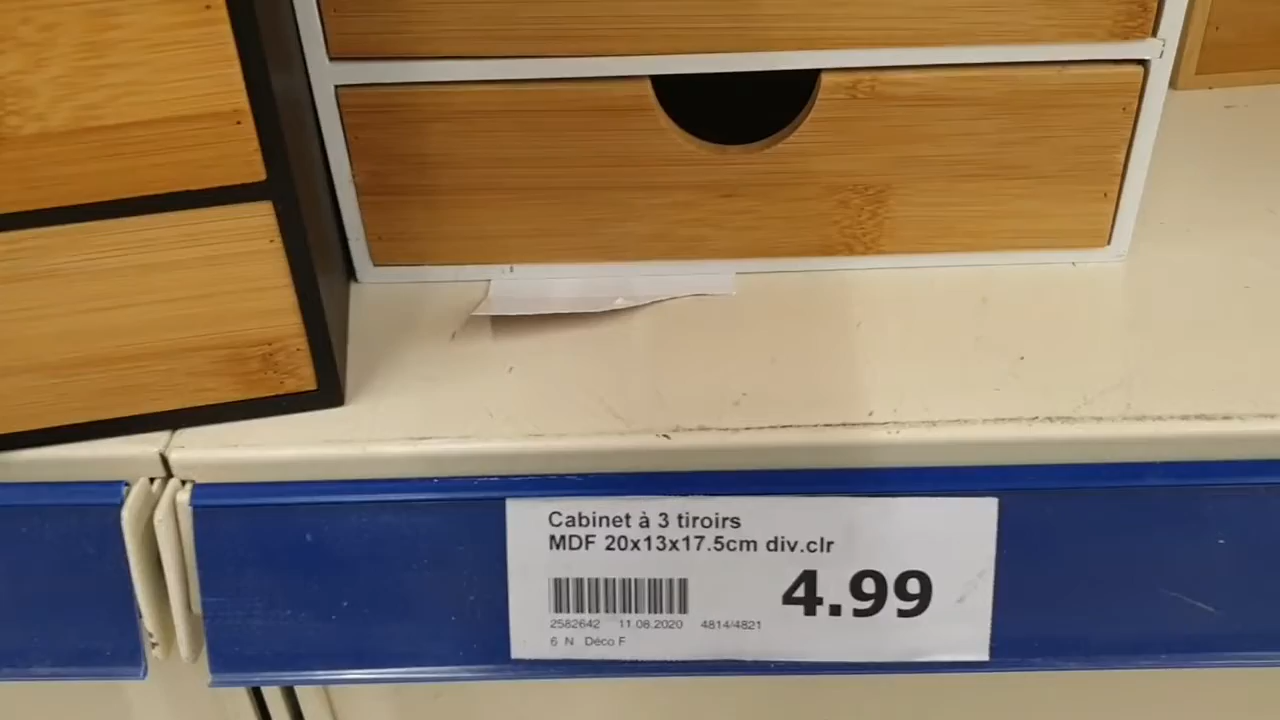 Cabinet à 3 tiroirs
MDF 20x13x17.5cm div.clr
4.99
2582642 11.08.2020 4814/4821
6 N Déco F